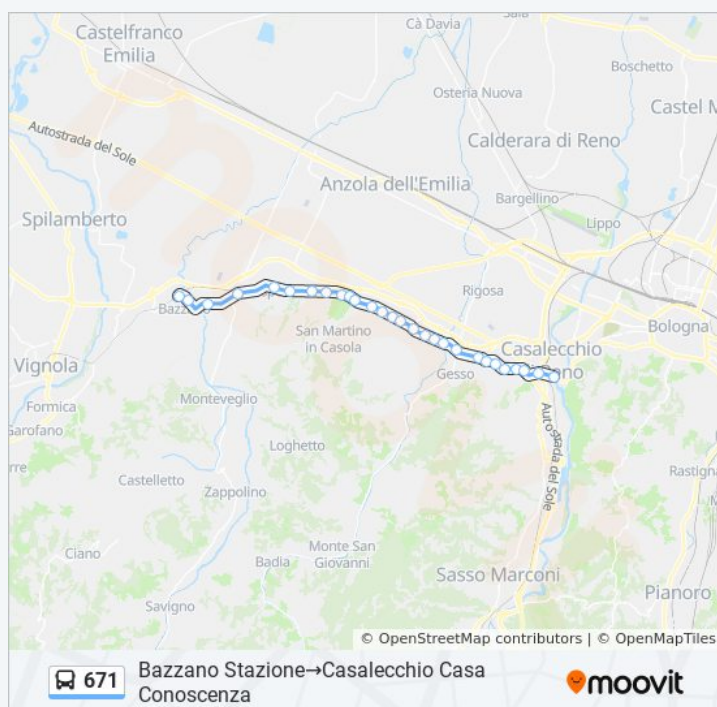 Cà Davia
Sala
Castelfranco
Emilia
Boschetto
Osteria Nuova
Castel M
Autostrada del Sole
Calderara di Reno
Anzola dell'Emilia
Bargellino
Lippo
Spilamberto
Rigosa
Bazz
San Martino
in Casola
Bologna
Casalecchio
Vignola
Gesso
Formica
Monteveglio
Garofano
Autostrada del Sole
Loghetto
Castelletto
Zappolino
Rastign
Ciano
Monte San
Giovanni
Badia
Sasso Marconi
Pianoro
Savigno
© OpenStreetMap contributors | © OpenMapTiles
671
Bazzano Stazione→Casalecchio Casa
Conoscenza
moovit